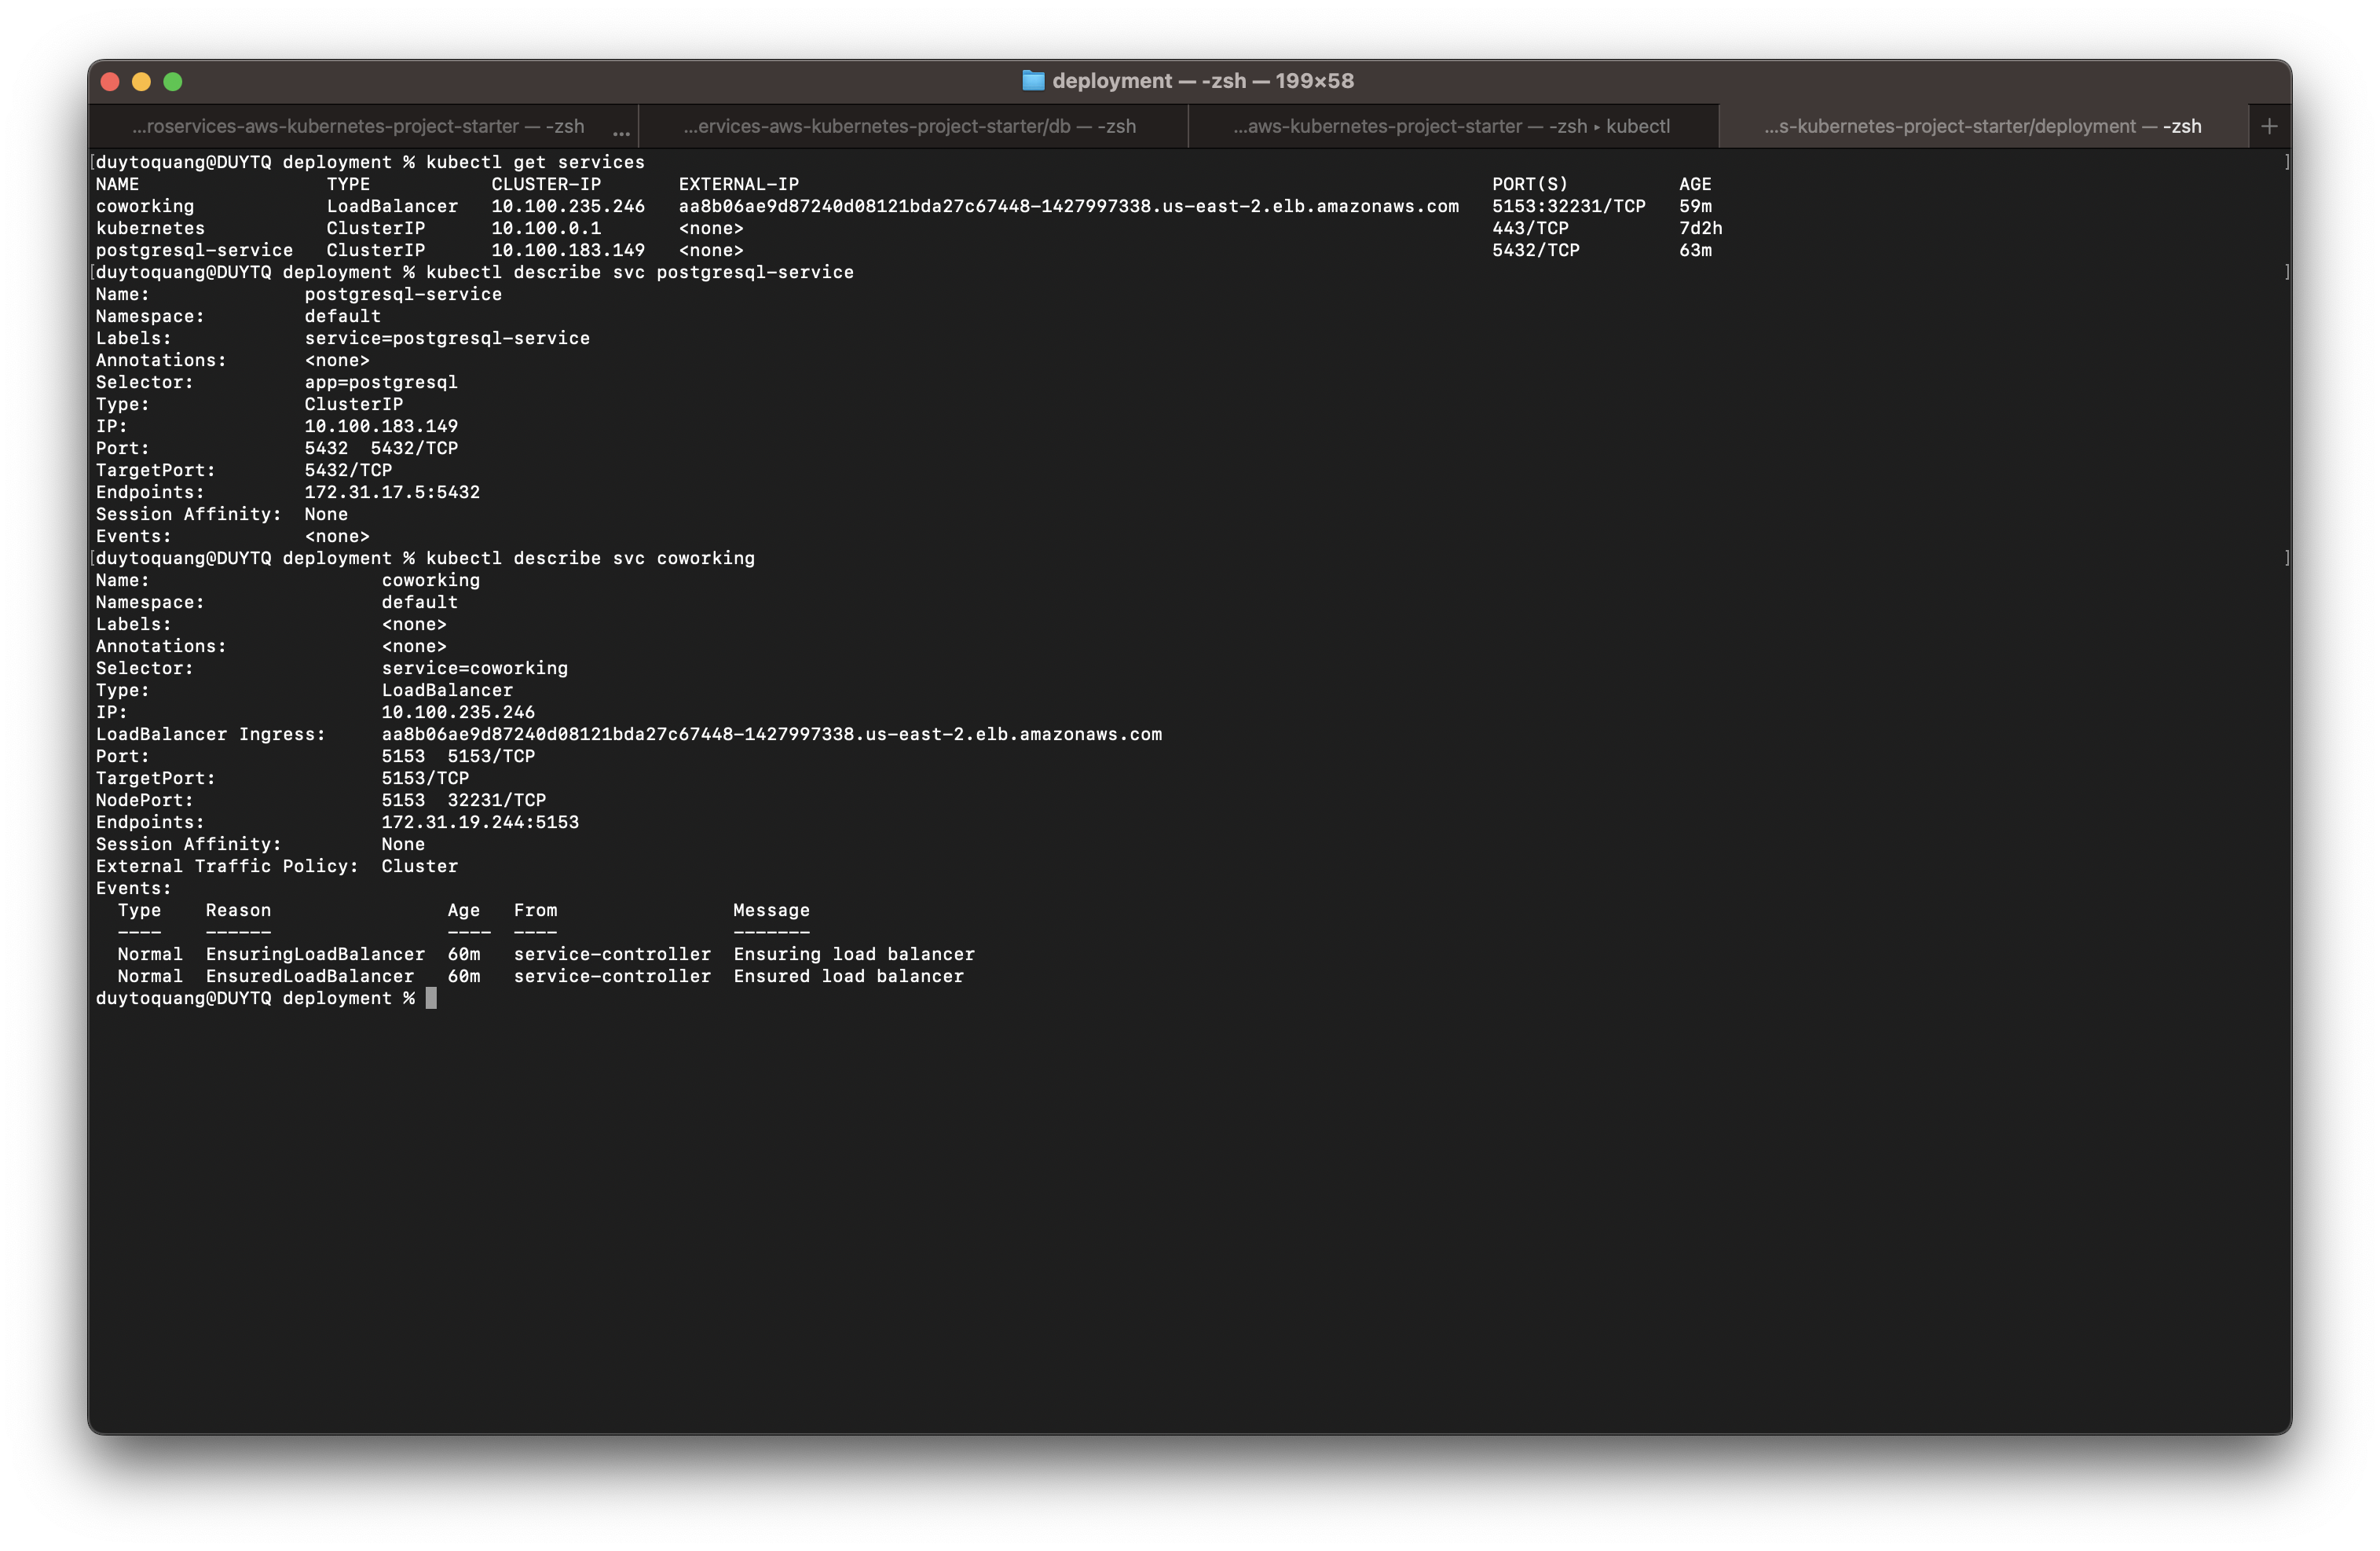 deployment — -zsh — 199×58
...roservices-aws-kubernetes-project-starter — -zsh ...
...ervices-aws-kubernetes-project-starter/db — -zsh
...aws-kubernetes-project-starter — -zsh ▸ kubectl
...s-kubernetes-project-starter/deployment — -zsh
+
[duytoquang@DUYTQ deployment % kubectl get services ]
NAME TYPE CLUSTER-IP EXTERNAL-IP PORT(S) AGE
coworking LoadBalancer 10.100.235.246 aa8b06ae9d87240d08121bda27c67448-1427997338.us-east-2.elb.amazonaws.com 5153:32231/TCP 59m
kubernetes ClusterIP 10.100.0.1 <none> 443/TCP 7d2h
postgresql-service ClusterIP 10.100.183.149 <none> 5432/TCP 63m
[duytoquang@DUYTQ deployment % kubectl describe svc postgresql-service ]
Name: postgresql-service
Namespace: default
Labels: service=postgresql-service
Annotations: <none>
Selector: app=postgresql
Type: ClusterIP
IP: 10.100.183.149
Port: 5432 5432/TCP
TargetPort: 5432/TCP
Endpoints: 172.31.17.5:5432
Session Affinity: None
Events: <none>
[duytoquang@DUYTQ deployment % kubectl describe svc coworking ]
Name: coworking
Namespace: default
Labels: <none>
Annotations: <none>
Selector: service=coworking
Type: LoadBalancer
IP: 10.100.235.246
LoadBalancer Ingress: aa8b06ae9d87240d08121bda27c67448-1427997338.us-east-2.elb.amazonaws.com
Port: 5153 5153/TCP
TargetPort: 5153/TCP
NodePort: 5153 32231/TCP
Endpoints: 172.31.19.244:5153
Session Affinity: None
External Traffic Policy: Cluster
Events:
Type Reason Age From Message
---- ------ ---- ---- -------
Normal EnsuringLoadBalancer 60m service-controller Ensuring load balancer
Normal EnsuredLoadBalancer 60m service-controller Ensured load balancer
duytoquang@DUYTQ deployment %